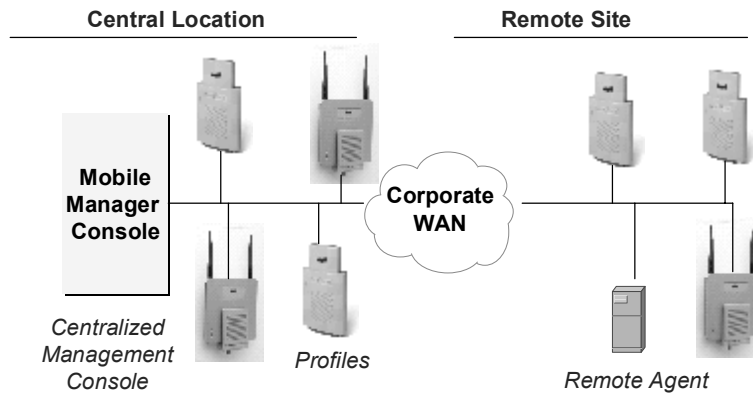 Central Location
Remote Site
Mobile
Manager
Console
Corporate
WAN
Centralized
Management
Console
Profiles
Remote Agent